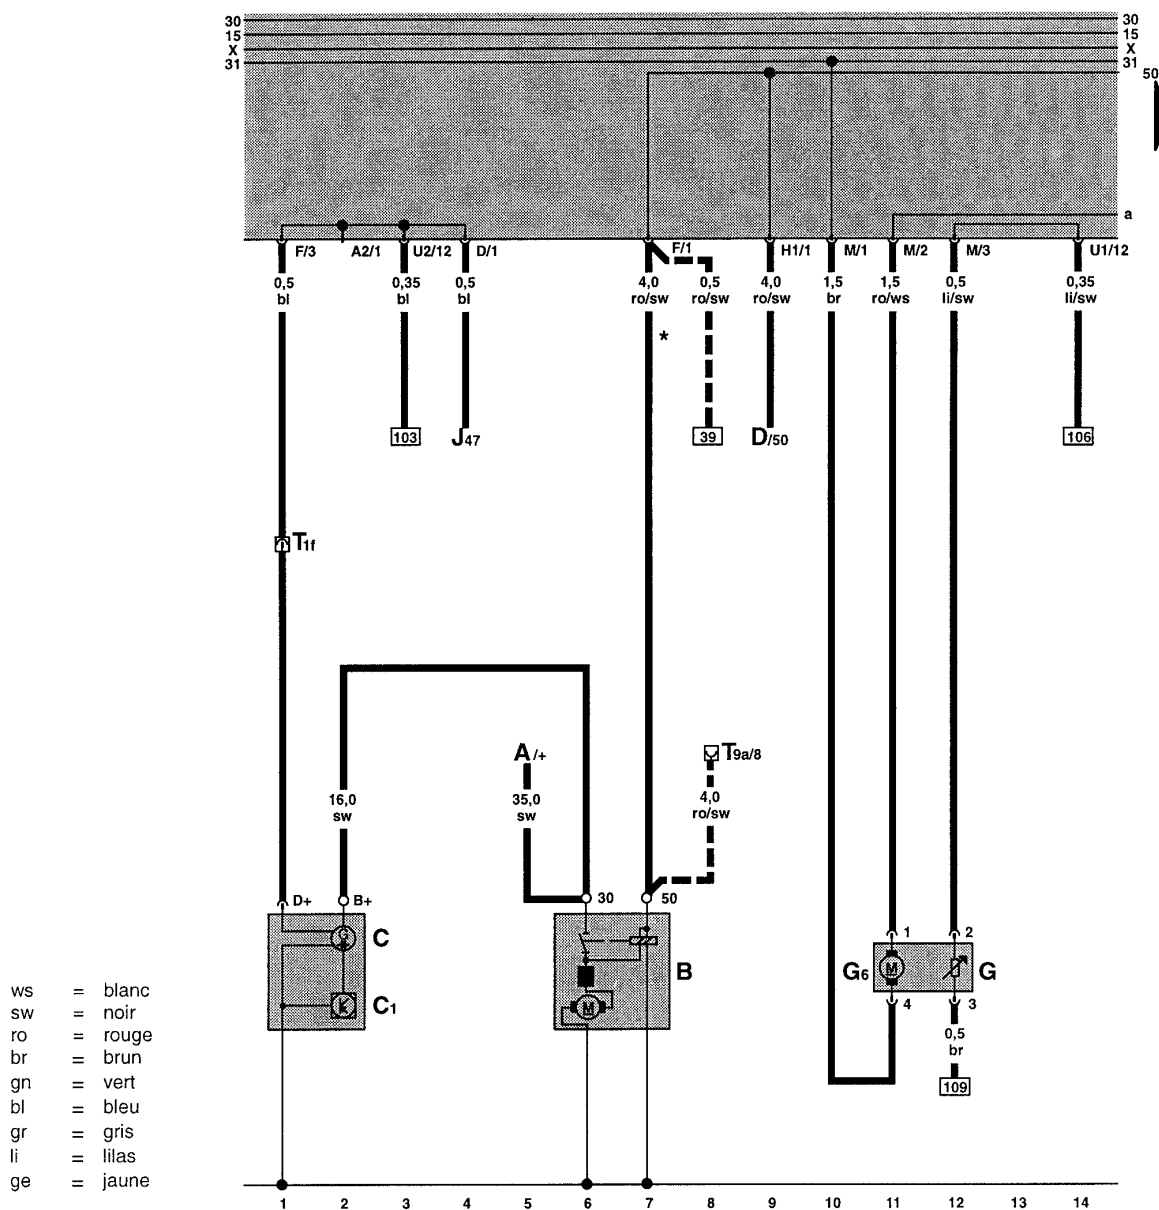 30 30
15 15
X X
31 31
50
a
F/3 A2/1 U2/12 D/1 F/1 H1/1 M/1 M/2 M/3 U1/12
0,5 0,35 0,5 4,0 0,5 4,0 1,5 1,5 0,5 0,35
bl bl bl ro/sw ro/sw ro/sw br ro/ws li/sw li/sw
*
103 J47 39 D/50 106
T1f
A/+ T9a/8
16,0 35,0 4,0
sw sw ro/sw
D+ B+ 30 50
1 2
G C M
G6 G
B
K C1 M
4 3
0,5
br
109
ws = blanc
sw = noir
ro = rouge
br = brun
gn = vert
bl = bleu
gr = gris
li = lilas
ge = jaune
1 2 3 4 5 6 7 8 9 10 11 12 13 14